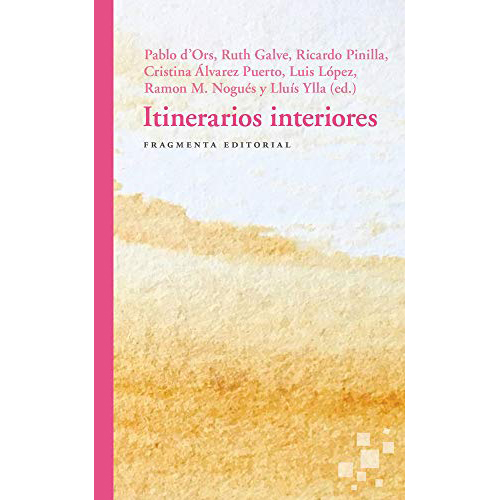 Pablo d’Ors, Ruth Galve, Ricardo Pinilla,
Cristina Álvarez Puerto, Luis López,
Ramon M. Nogués y Lluís Ylla (ed.)
Itinerarios interiores
FRAGMENTA EDITORIAL